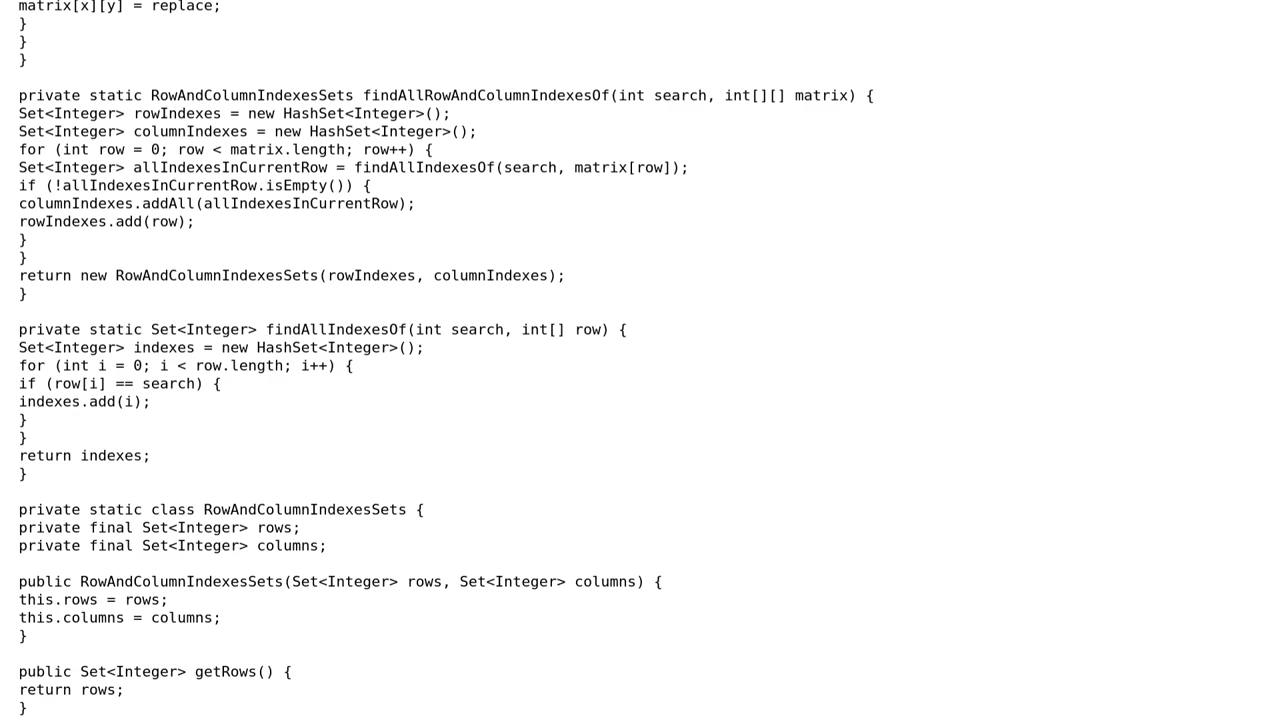 matrix[x][y] = replace;
}
}
}
private static RowAndColumnIndexesSets findAllRowAndColumnIndexesOf(int search, int[][] matrix) {
Set<Integer> rowIndexes = new HashSet<Integer>();
Set<Integer> columnIndexes = new HashSet<Integer>();
for (int row = 0; row < matrix.length; row++) {
Set<Integer> allIndexesInCurrentRow = findAllIndexesOf(search, matrix[row]);
if (!allIndexesInCurrentRow.isEmpty()) {
columnIndexes.addAll(allIndexesInCurrentRow);
rowIndexes.add(row);
}
}
return new RowAndColumnIndexesSets(rowIndexes, columnIndexes);
}
private static Set<Integer> findAllIndexesOf(int search, int[] row) {
Set<Integer> indexes = new HashSet<Integer>();
for (int i = 0; i < row.length; i++) {
if (row[i] == search) {
indexes.add(i);
}
}
return indexes;
}
private static class RowAndColumnIndexesSets {
private final Set<Integer> rows;
private final Set<Integer> columns;
public RowAndColumnIndexesSets(Set<Integer> rows, Set<Integer> columns) {
this.rows = rows;
this.columns = columns;
}
public Set<Integer> getRows() {
return rows;
}